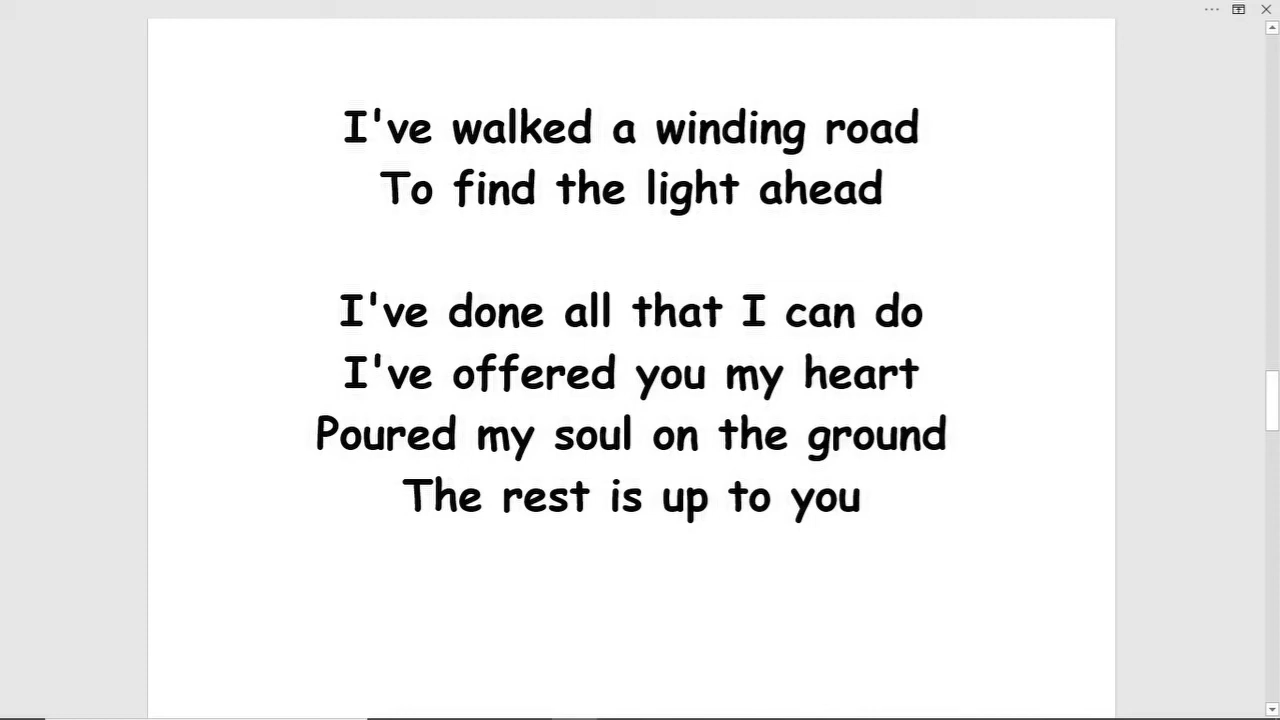 I've walked a winding road
To find the light ahead
I've done all that I can do
I've offered you my heart
Poured my soul on the ground
The rest is up to you